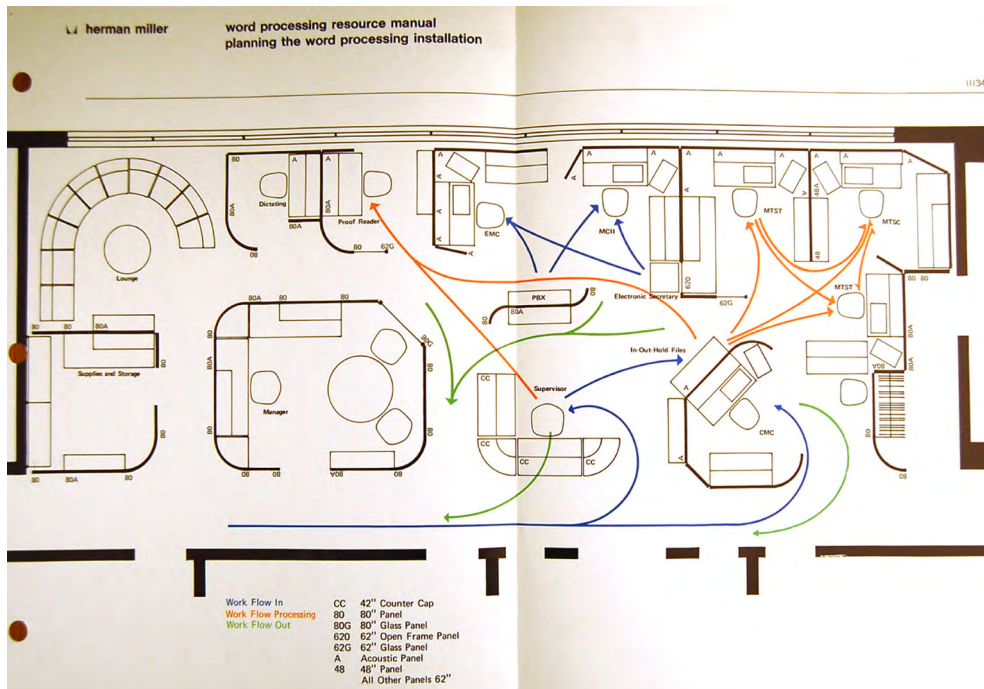 herman miller
word processing resource manual
planning the word processing installation
80
A
A
A
A
A
A
A
Dictating
80A
80A
Proof Reader
80A
80
80
62G
A
A
A
EMC
A
MCII
MTST
A
48A
MTSC
Lounge
48
80
80
MTST
Electronic Secretary
620
62G
PBX
80
80A
80A
80
80
80G
80
80
80
80A
80
80
Supplies and Storage
In-Out-Hold Files
80A
80A
Manager
80
80
CC
Supervisor
A
CMC
80
CC
CC
CC
A
80
80A
80
80
80
80A
80
80
Work Flow In
Work Flow Processing
Work Flow Out
CC 42" Counter Cap
80 80" Panel
80G 80" Glass Panel
620 62" Open Frame Panel
62G 62" Glass Panel
A Acoustic Panel
48 48" Panel
All Other Panels 62"